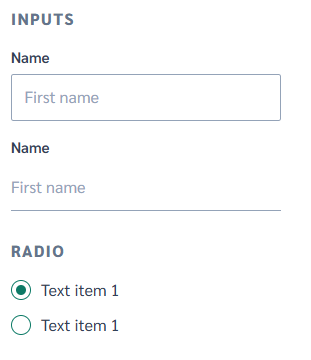 INPUTS
Name
First name
Name
First name
RADIO
Text item 1
Text item 1